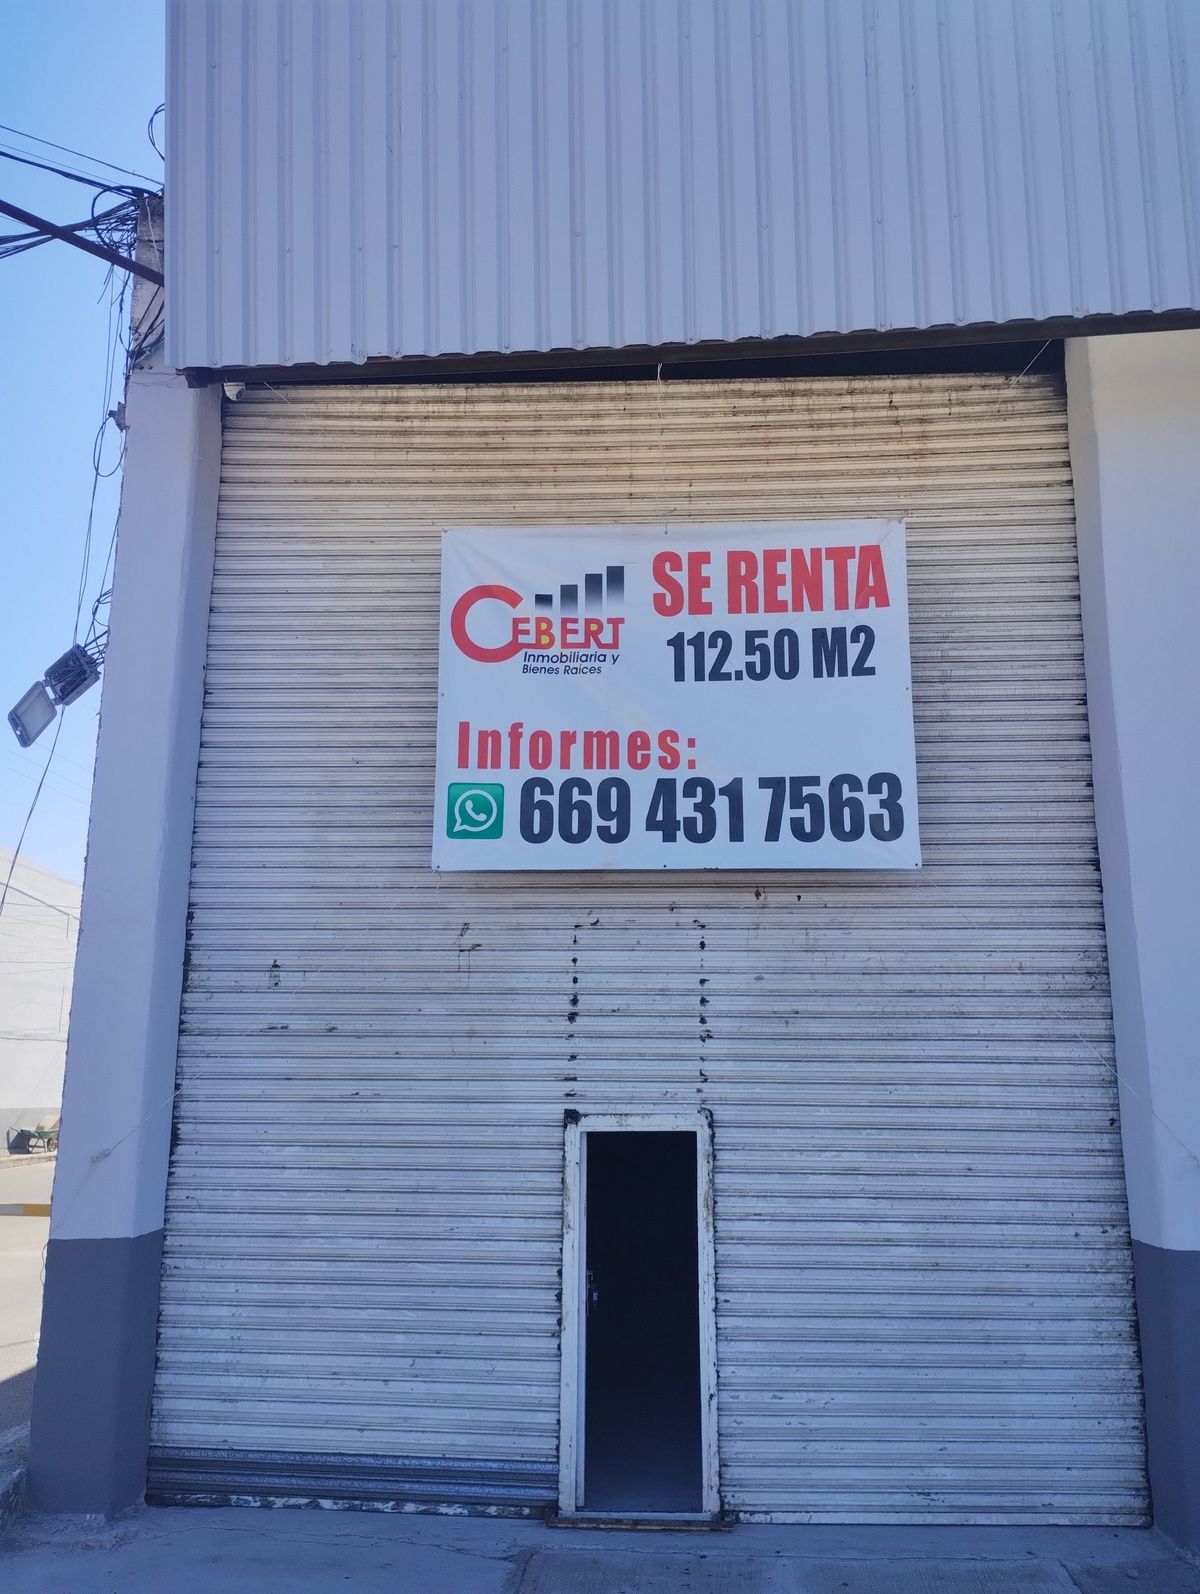 CEBERT
Inmobiliaria y
Bienes Raíces
SE RENTA
112.50 M2
Informes:
669 431 7563